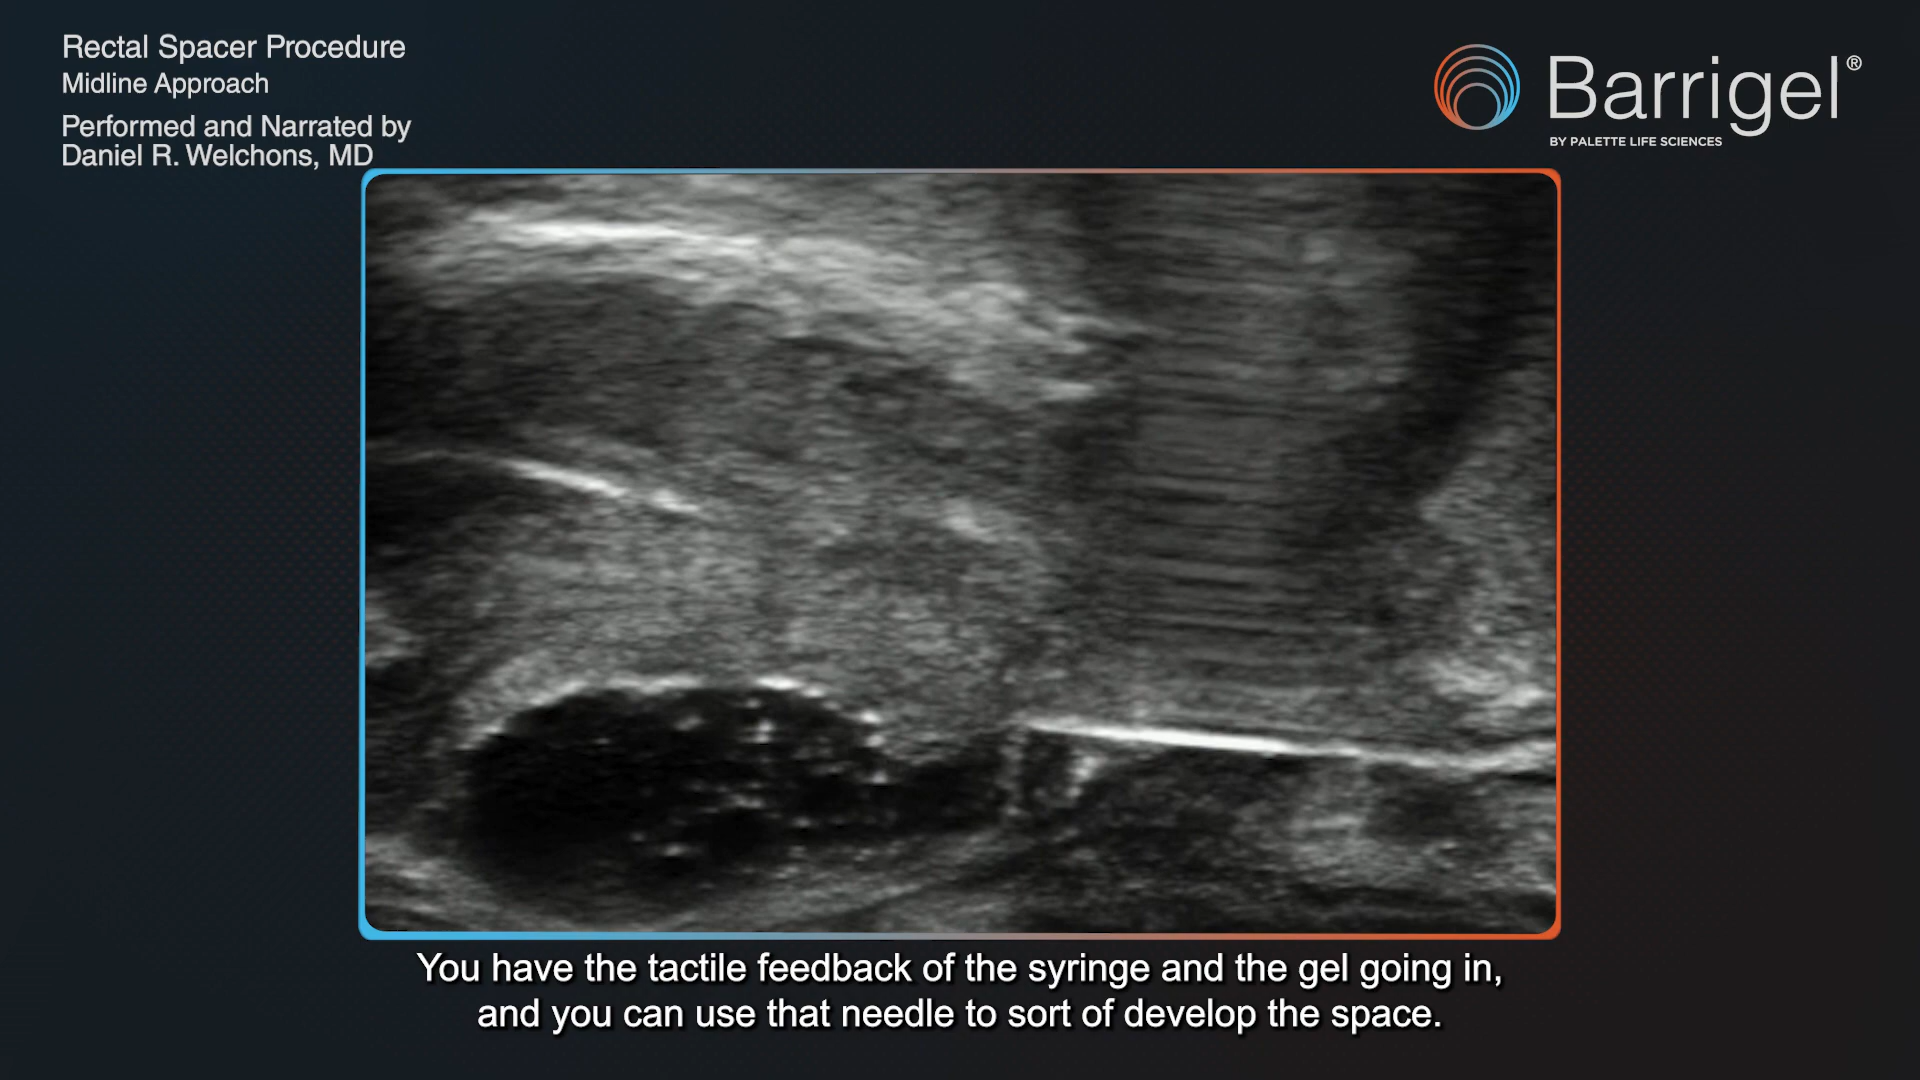 Rectal Spacer Procedure
Midline Approach
Performed and Narrated by
Daniel R. Welchons, MD
Barrigel®
BY PALETTE LIFE SCIENCES
You have the tactile feedback of the syringe and the gel going in,
and you can use that needle to sort of develop the space.